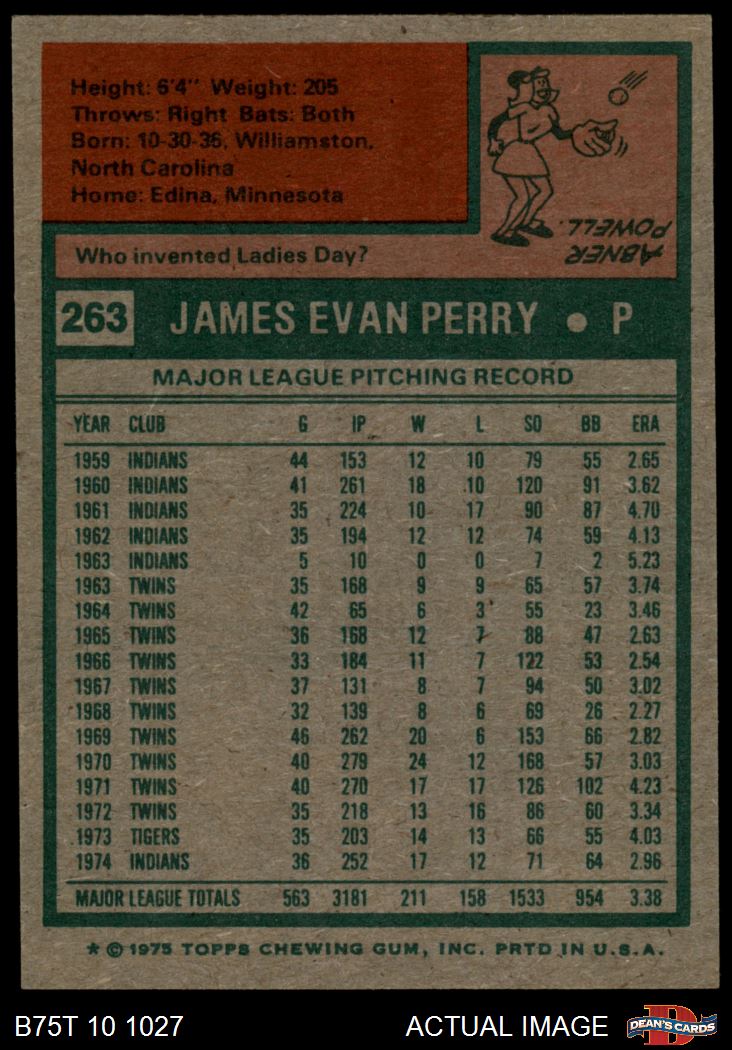 Height: 6'4" Weight: 205
Throws: Right Bats: Both
Born: 10-30-36, Williamston,
North Carolina
Home: Edina, Minnesota
Who invented Ladies Day?
ABNER
POWELL.
263 JAMES EVAN PERRY • P
MAJOR LEAGUE PITCHING RECORD
YEAR CLUB G IP W L SO BB ERA
1959 INDIANS 44 153 12 10 79 55 2.65
1960 INDIANS 41 261 18 10 120 91 3.62
1961 INDIANS 35 224 10 17 90 87 4.70
1962 INDIANS 35 194 12 12 74 59 4.13
1963 INDIANS 5 10 0 0 7 2 5.23
1963 TWINS 35 168 9 9 65 57 3.74
1964 TWINS 42 65 6 3 55 23 3.46
1965 TWINS 36 168 12 7 88 47 2.63
1966 TWINS 33 184 11 7 122 53 2.54
1967 TWINS 37 131 8 7 94 50 3.02
1968 TWINS 32 139 8 6 69 26 2.27
1969 TWINS 46 262 20 6 153 66 2.82
1970 TWINS 40 279 24 12 168 57 3.03
1971 TWINS 40 270 17 17 126 102 4.23
1972 TWINS 35 218 13 16 86 60 3.34
1973 TIGERS 35 203 14 13 66 55 4.03
1974 INDIANS 36 252 17 12 71 64 2.96
MAJOR LEAGUE TOTALS 563 3181 211 158 1533 954 3.38
* © 1975 TOPPS CHEWING GUM, INC. PRTD IN U.S.A.
B75T 10 1027 ACTUAL IMAGE D DEAN'S CARDS